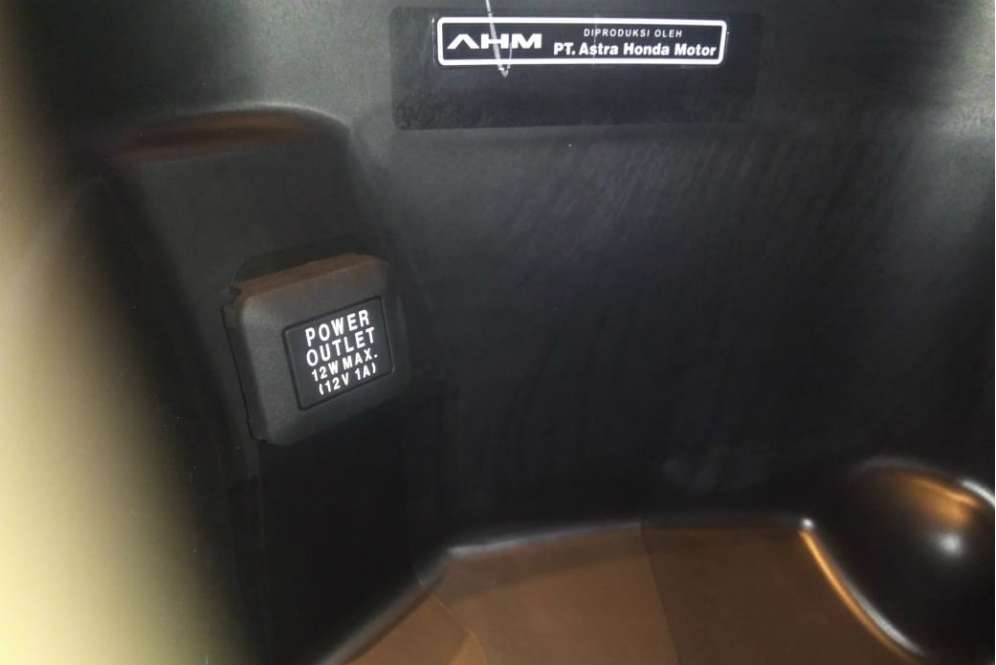 AHM
DIPRODUKSI OLEH
PT. Astra Honda Motor
POWER
OUTLET
12W MAX.
(12V 1A)